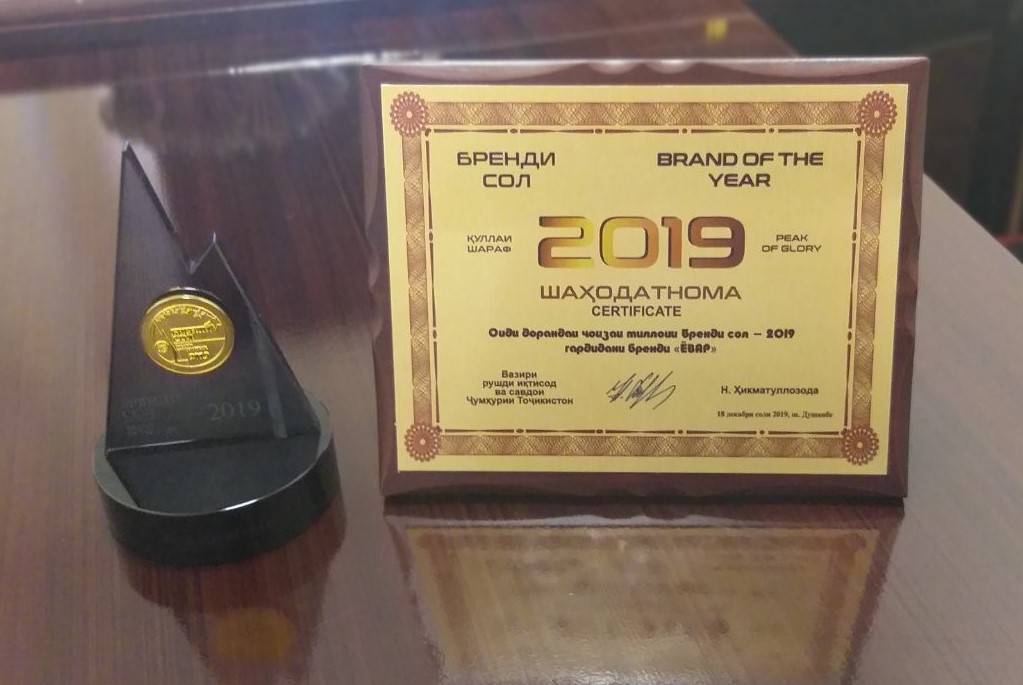 БРЕНДИ
СОЛ
BRAND OF THE
YEAR
ҚУЛЛАИ
ШАРАФ
2019
PEAK
OF GLORY
ШАҲОДАТНОМА
CERTIFICATE
Оиди дорандаи ҷоизаи миллоии Бренди сол – 2019
гардидани бренди «ЁВАР»
Вазири
рушди иқтисод
ва савдои
Ҷумҳурии Тоҷикистон
Н. Ҳикматуллозода
18 декабри соли 2019, ш. Душанбе
2019